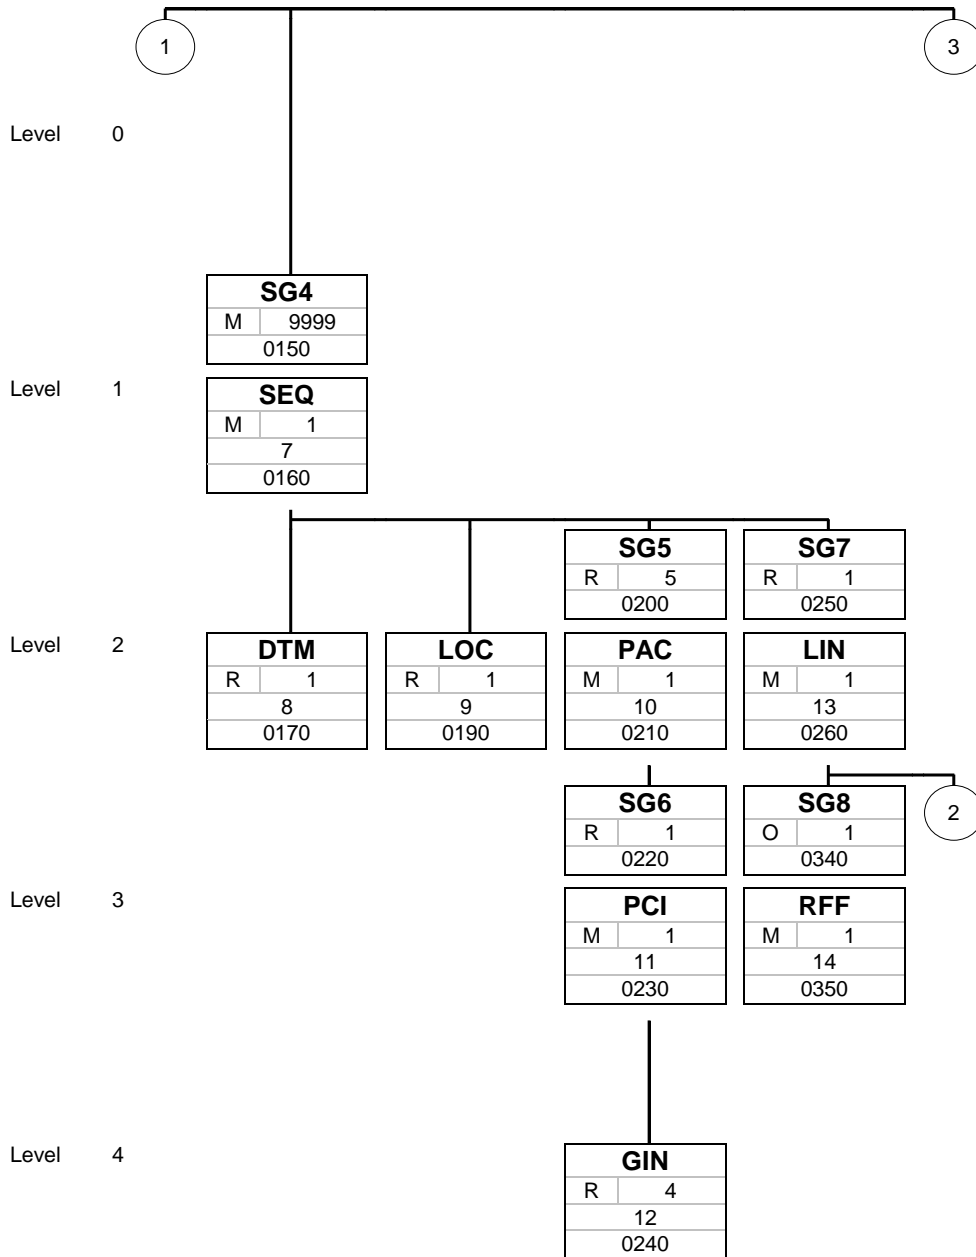 1 3
Level 0
SG4
M 9999
0150
Level 1
SEQ
M 1
7
0160
SG5 SG7
R 5 R 1
0200 0250
Level 2
DTM LOC PAC LIN
R 1 R 1 M 1 M 1
8 9 10 13
0170 0190 0210 0260
SG6 SG8 2
R 1 O 1
0220 0340
Level 3
PCI RFF
M 1 M 1
11 14
0230 0350
Level 4
GIN
R 4
12
0240